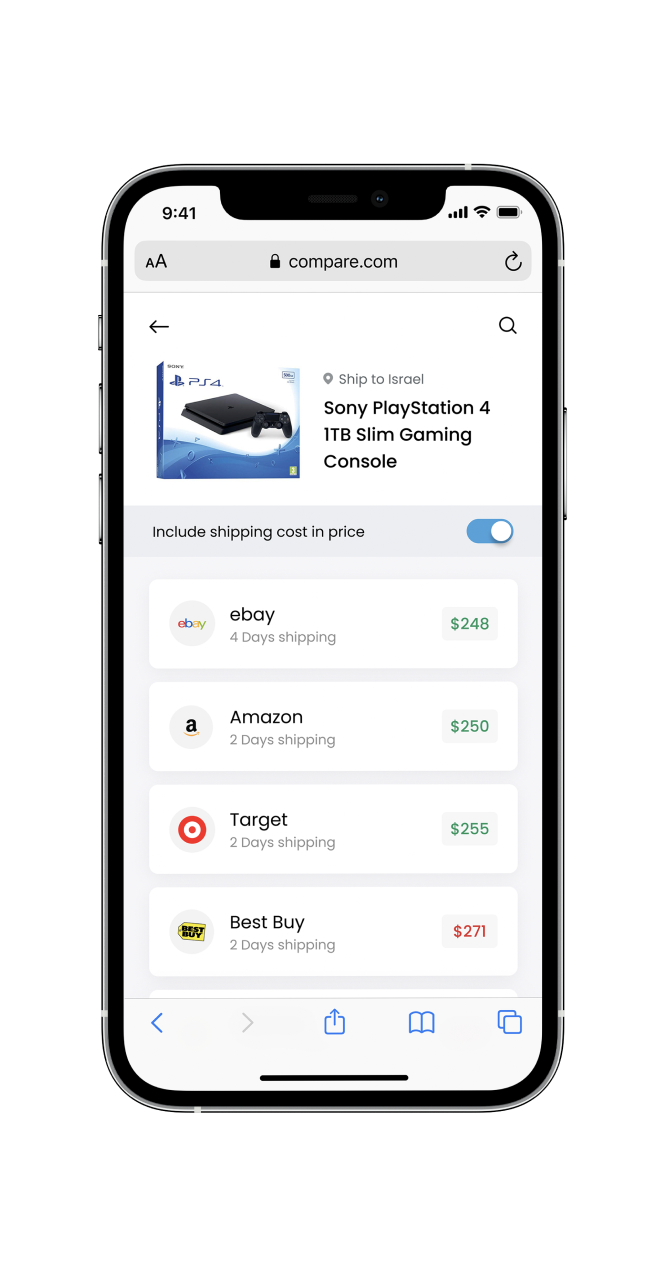 9:41
AA
compare.com
SONY
PS4
500GB
Ship to Israel
Sony PlayStation 4
1TB Slim Gaming
Console
Include shipping cost in price
ebay
ebay
4 Days shipping
$248
a
Amazon
2 Days shipping
$250
Target
2 Days shipping
$255
BEST
BUY
Best Buy
2 Days shipping
$271